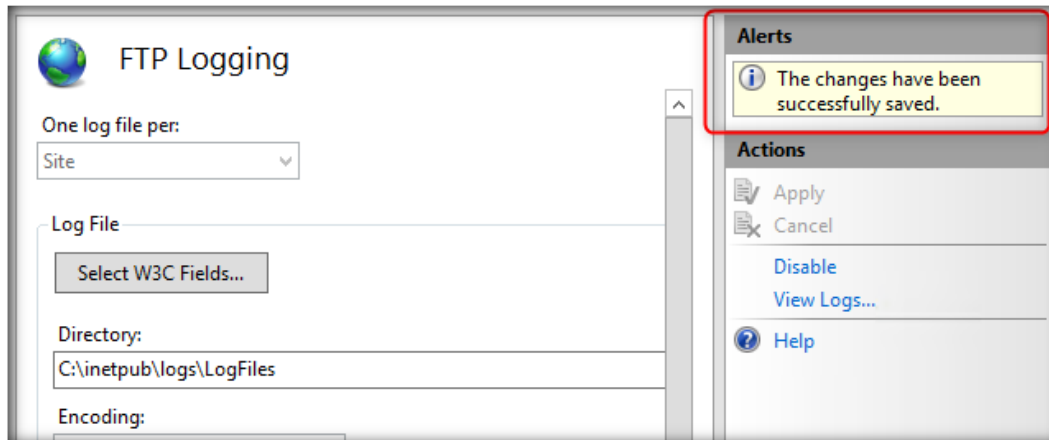 FTP Logging
One log file per:
Site
Log File
Select W3C Fields...
Directory:
C:\inetpub\logs\LogFiles
Encoding:
Alerts
The changes have been
successfully saved.
Actions
Apply
Cancel
Disable
View Logs...
Help